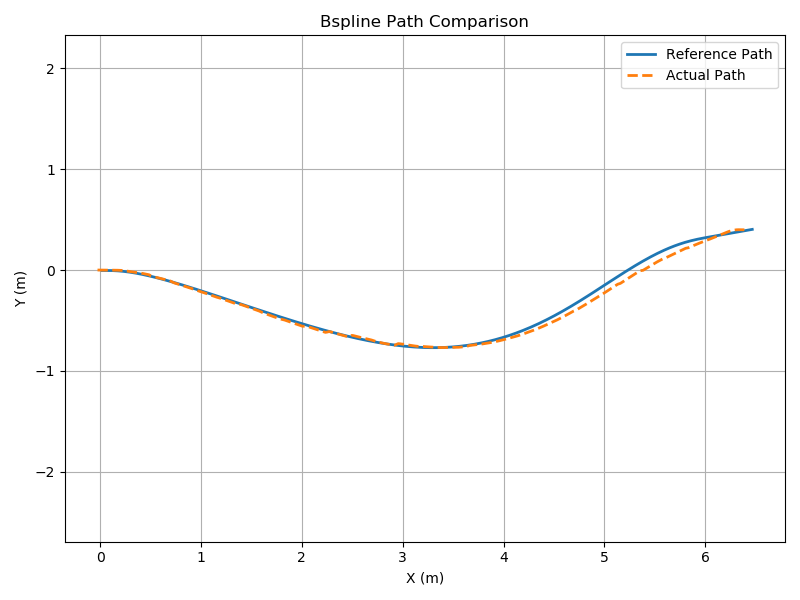 Bspline Path Comparison
Reference Path
Actual Path
2
1
0
−1
−2
Y (m)
0 1 2 3 4 5 6
X (m)